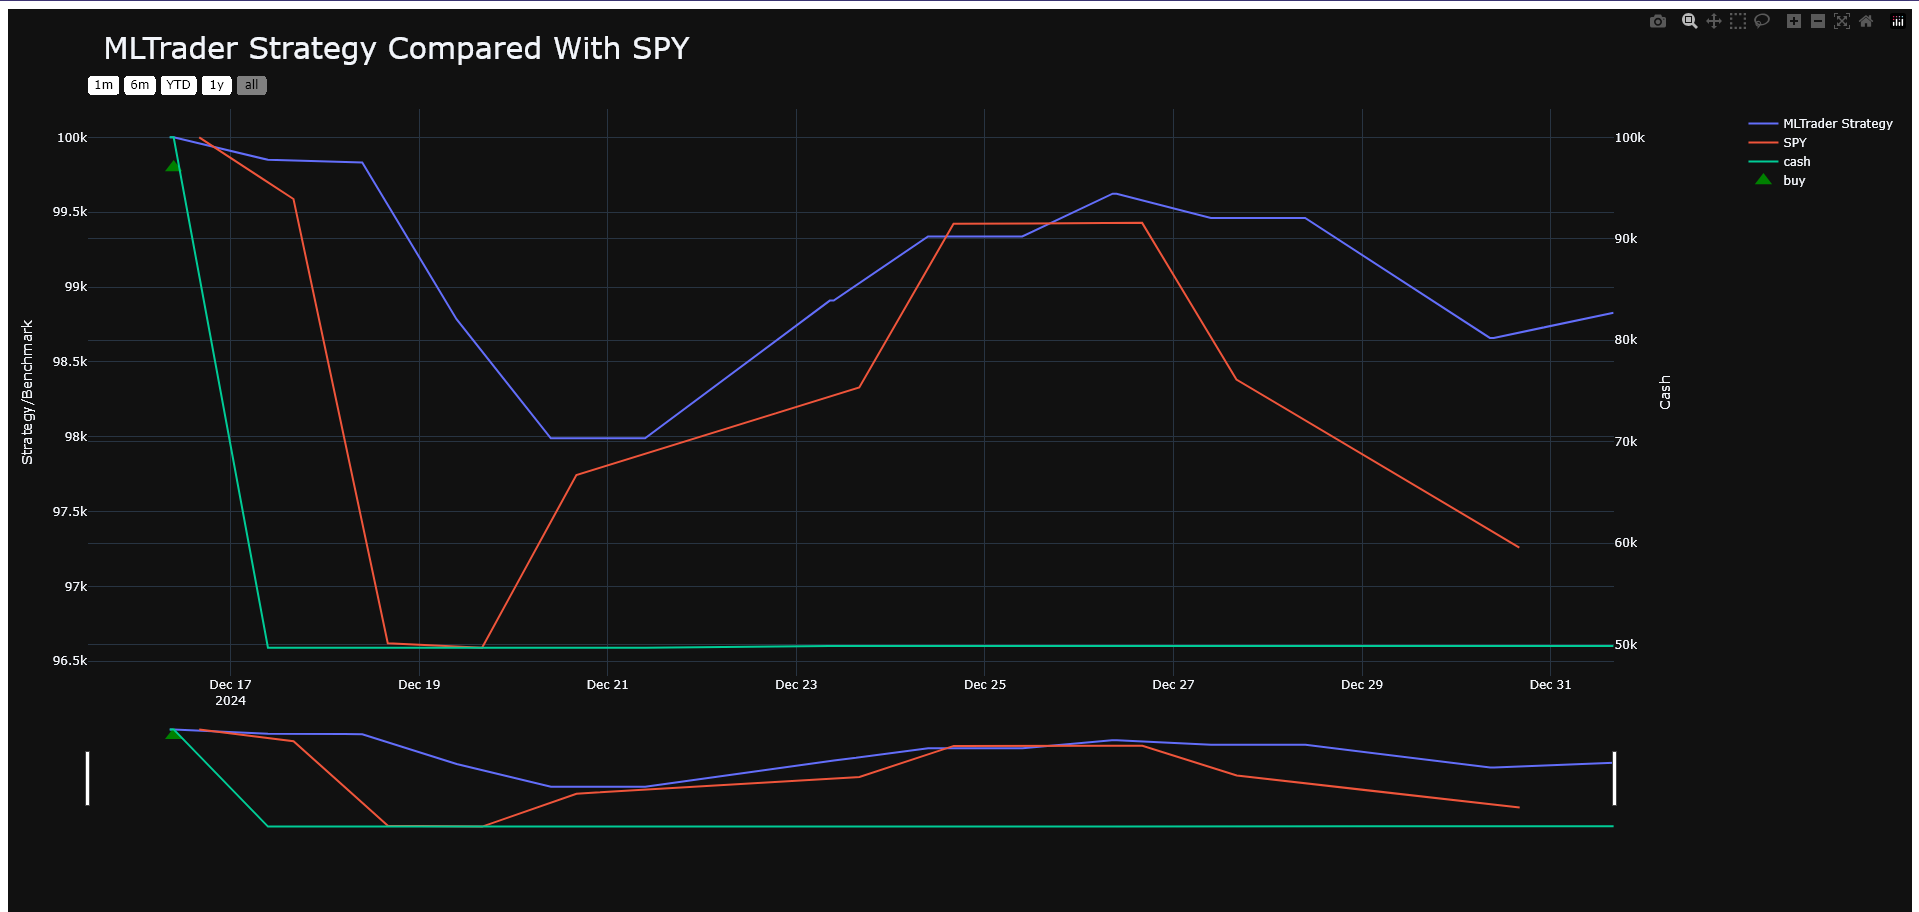 MLTrader Strategy Compared With SPY
1m 6m YTD 1y all
MLTrader Strategy
SPY
cash
buy
Strategy/Benchmark
100k
99.5k
99k
98.5k
98k
97.5k
97k
96.5k
100k
90k
80k
70k
60k
50k
Cash
Dec 17 Dec 19 Dec 21 Dec 23 Dec 25 Dec 27 Dec 29 Dec 31
2024